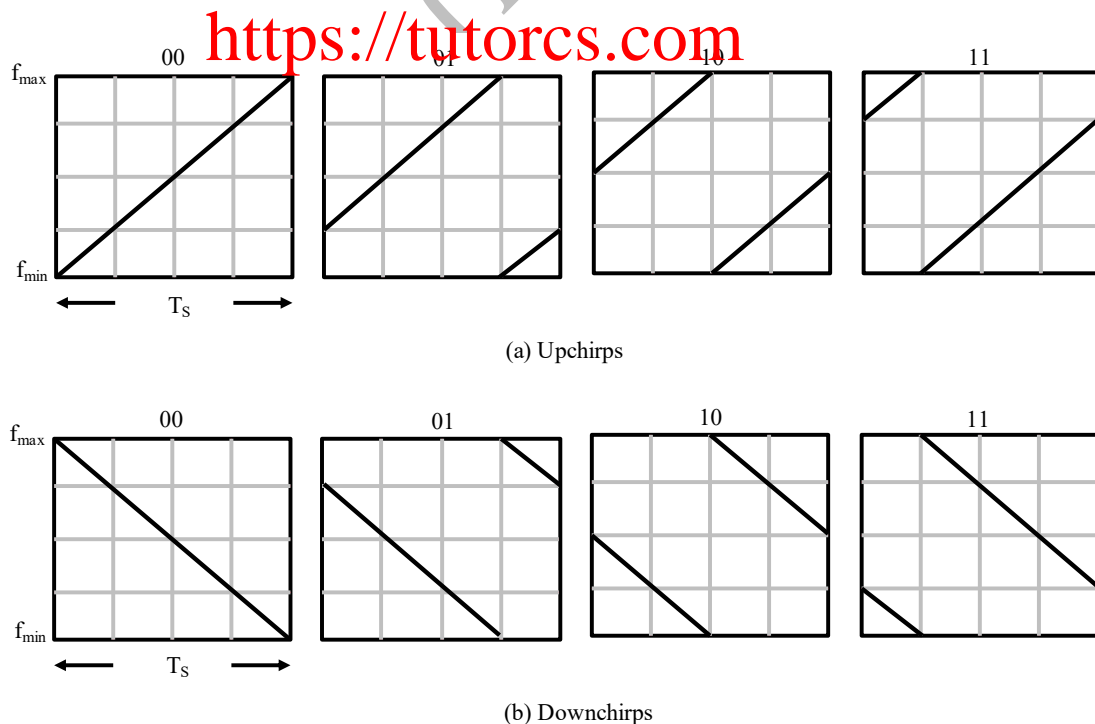 https://tutorcs.com
00 01 10 11
fmax
fmin
TS
(a) Upchirps
00 01 10 11
fmax
fmin
TS
(b) Downchirps